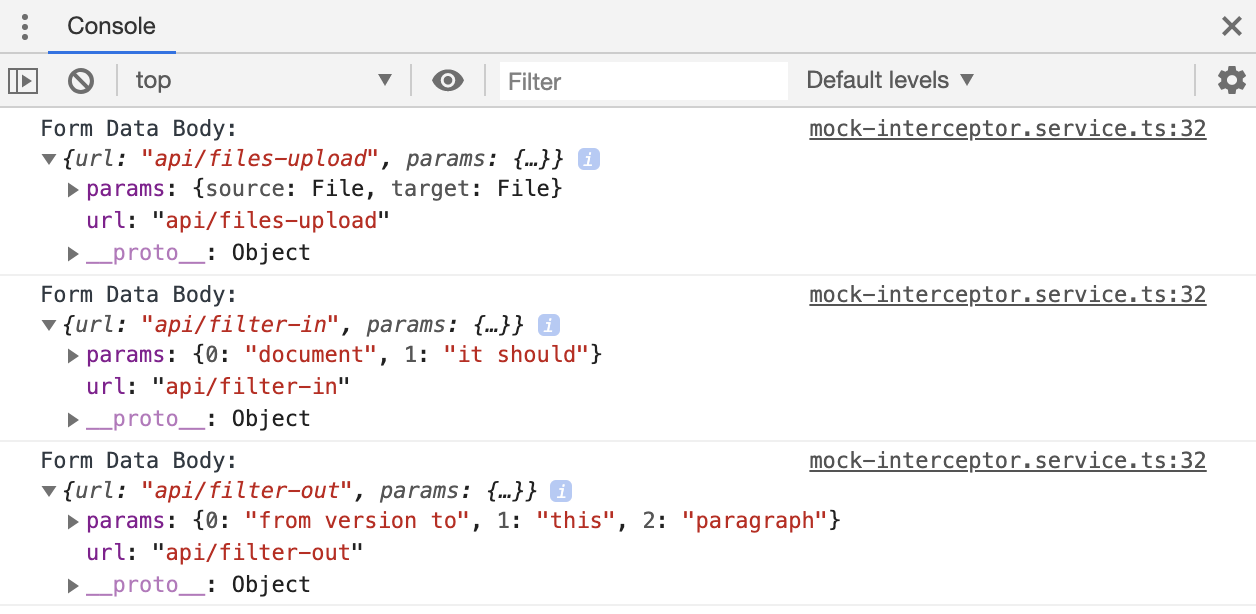 Console
top
Filter
Default levels
Form Data Body: mock-interceptor.service.ts:32
{url: "api/files-upload", params: {…}} i
params: {source: File, target: File}
url: "api/files-upload"
__proto__: Object
Form Data Body: mock-interceptor.service.ts:32
{url: "api/filter-in", params: {…}} i
params: {0: "document", 1: "it should"}
url: "api/filter-in"
__proto__: Object
Form Data Body: mock-interceptor.service.ts:32
{url: "api/filter-out", params: {…}} i
params: {0: "from version to", 1: "this", 2: "paragraph"}
url: "api/filter-out"
__proto__: Object